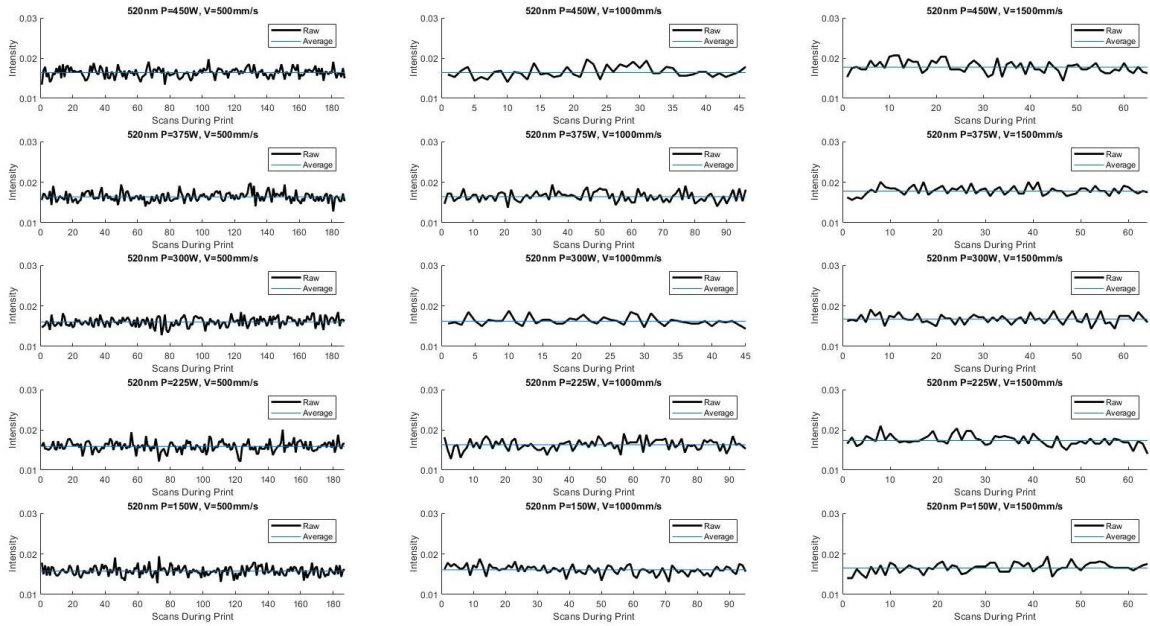 520nm P=450W, V=500mm/s
0.03
0.02
0.01
Intensity
Raw
Average
0 20 40 60 80 100 120 140 160 180
Scans During Print
520nm P=450W, V=1000mm/s
0.03
0.02
0.01
Intensity
Raw
Average
0 5 10 15 20 25 30 35 40 45
Scans During Print
520nm P=450W, V=1500mm/s
0.03
0.02
0.01
Intensity
Raw
Average
0 10 20 30 40 50 60
Scans During Print
520nm P=375W, V=500mm/s
0.03
0.02
0.01
Intensity
Raw
Average
0 20 40 60 80 100 120 140 160 180
Scans During Print
520nm P=375W, V=1000mm/s
0.03
0.02
0.01
Intensity
Raw
Average
0 10 20 30 40 50 60 70 80 90
Scans During Print
520nm P=375W, V=1500mm/s
0.03
0.02
0.01
Intensity
Raw
Average
0 10 20 30 40 50 60
Scans During Print
520nm P=300W, V=500mm/s
0.03
0.02
0.01
Intensity
Raw
Average
0 20 40 60 80 100 120 140 160 180
Scans During Print
520nm P=300W, V=1000mm/s
0.03
0.02
0.01
Intensity
Raw
Average
0 5 10 15 20 25 30 35 40 45
Scans During Print
520nm P=300W, V=1500mm/s
0.03
0.02
0.01
Intensity
Raw
Average
0 10 20 30 40 50 60
Scans During Print
520nm P=225W, V=500mm/s
0.03
0.02
0.01
Intensity
Raw
Average
0 20 40 60 80 100 120 140 160 180
Scans During Print
520nm P=225W, V=1000mm/s
0.03
0.02
0.01
Intensity
Raw
Average
0 10 20 30 40 50 60 70 80 90
Scans During Print
520nm P=225W, V=1500mm/s
0.03
0.02
0.01
Intensity
Raw
Average
0 10 20 30 40 50 60
Scans During Print
520nm P=150W, V=500mm/s
0.03
0.02
0.01
Intensity
Raw
Average
0 20 40 60 80 100 120 140 160 180
Scans During Print
520nm P=150W, V=1000mm/s
0.03
0.02
0.01
Intensity
Raw
Average
0 10 20 30 40 50 60 70 80 90
Scans During Print
520nm P=150W, V=1500mm/s
0.03
0.02
0.01
Intensity
Raw
Average
0 10 20 30 40 50 60
Scans During Print